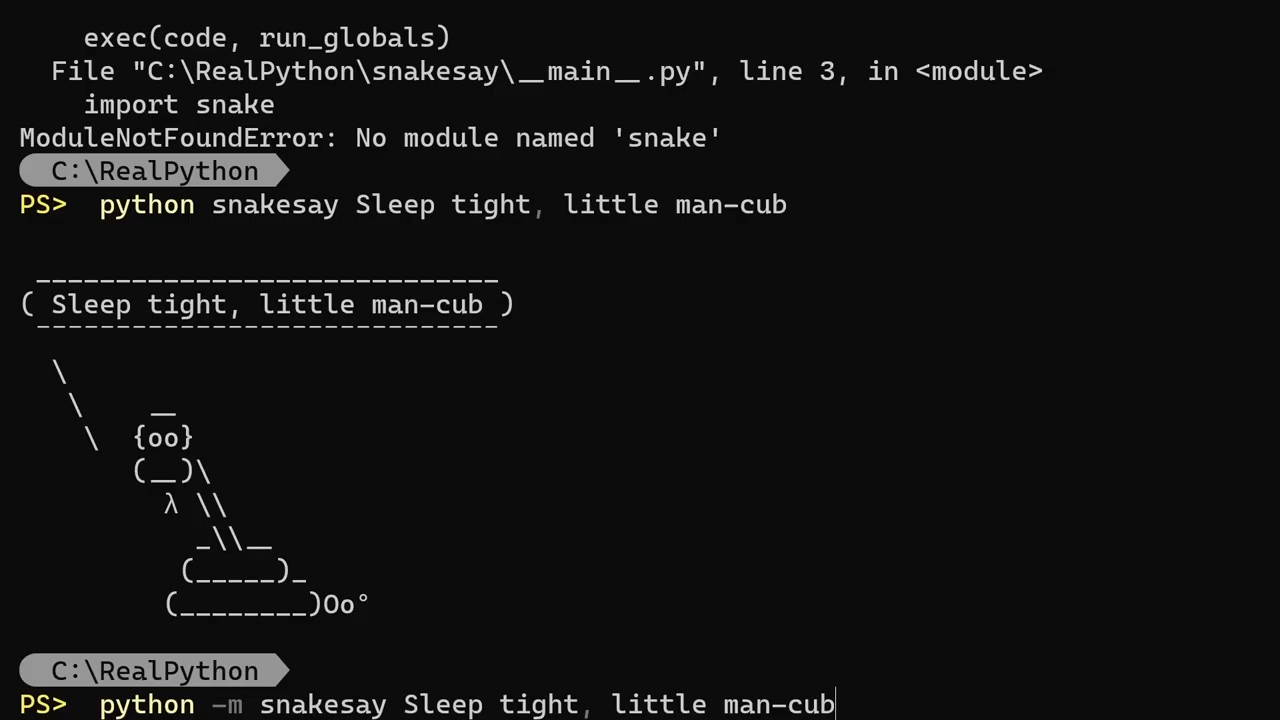 exec(code, run_globals)
  File "C:\RealPython\snakesay\__main__.py", line 3, in <module>
    import snake
ModuleNotFoundError: No module named 'snake'
  C:\RealPython
PS>  python snakesay Sleep tight, little man-cub

 _____________________________
( Sleep tight, little man-cub )
 -----------------------------
  \
   \    __
    \  {oo}
       (__)\
         λ \\
           _\\__
          (_____)_
         (________)Oo°

  C:\RealPython
PS>  python -m snakesay Sleep tight, little man-cub